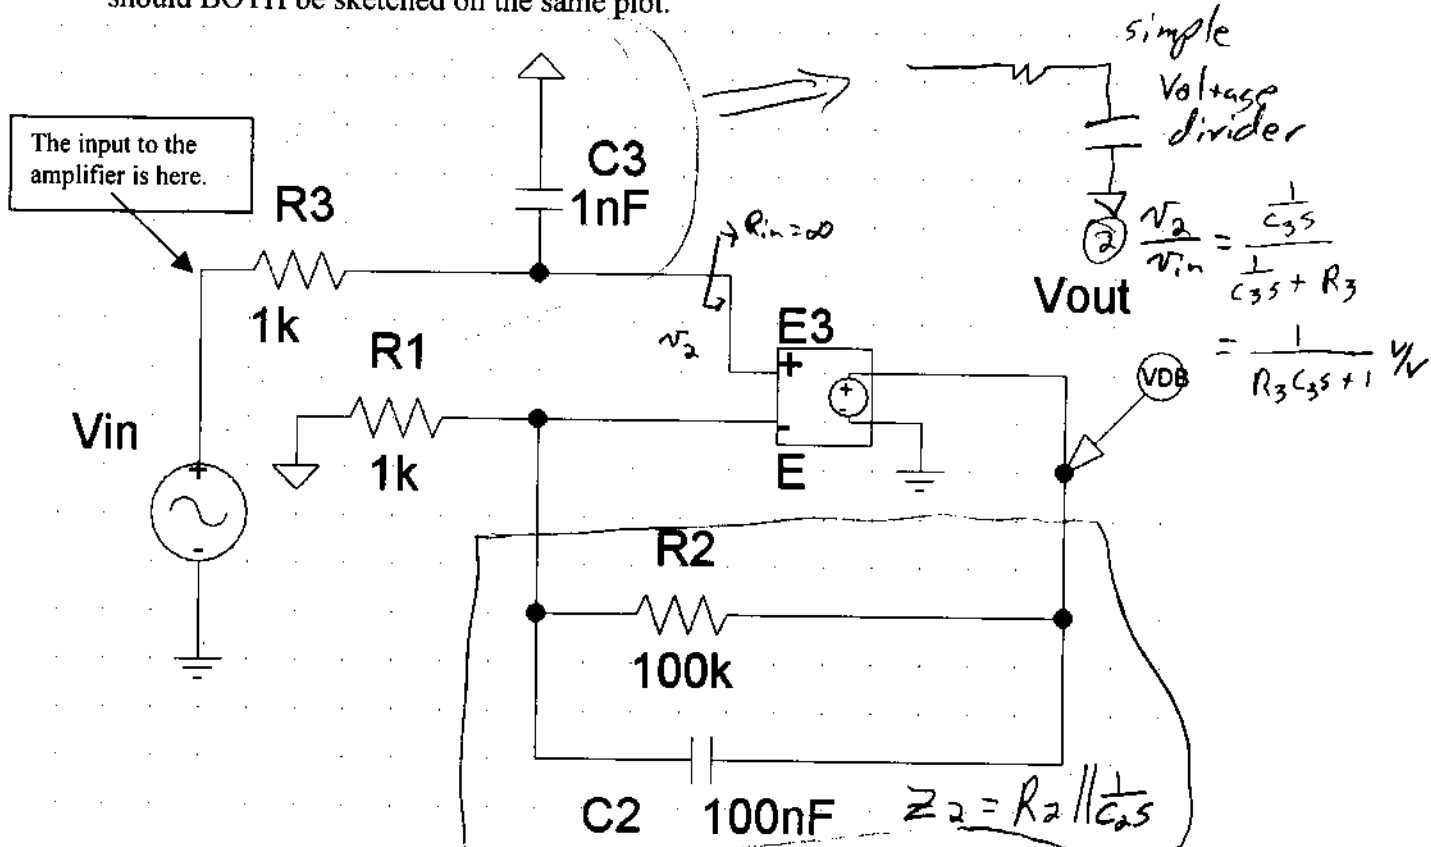 should BOTH be sketched on the same plot.
simple
Voltage
divider
The input to the
amplifier is here.
C3
1nF
R3
1k
→ Rin = ∞
② v2/vin = (1/C3s)/(1/C3s + R3)
= 1/(R3C3s + 1) V/V
Vout
VDB
v2
E3
+
-
+
-
E
R1
1k
Vin
+
-
R2
100k
C2
100nF
Z2 = R2 || 1/C2s